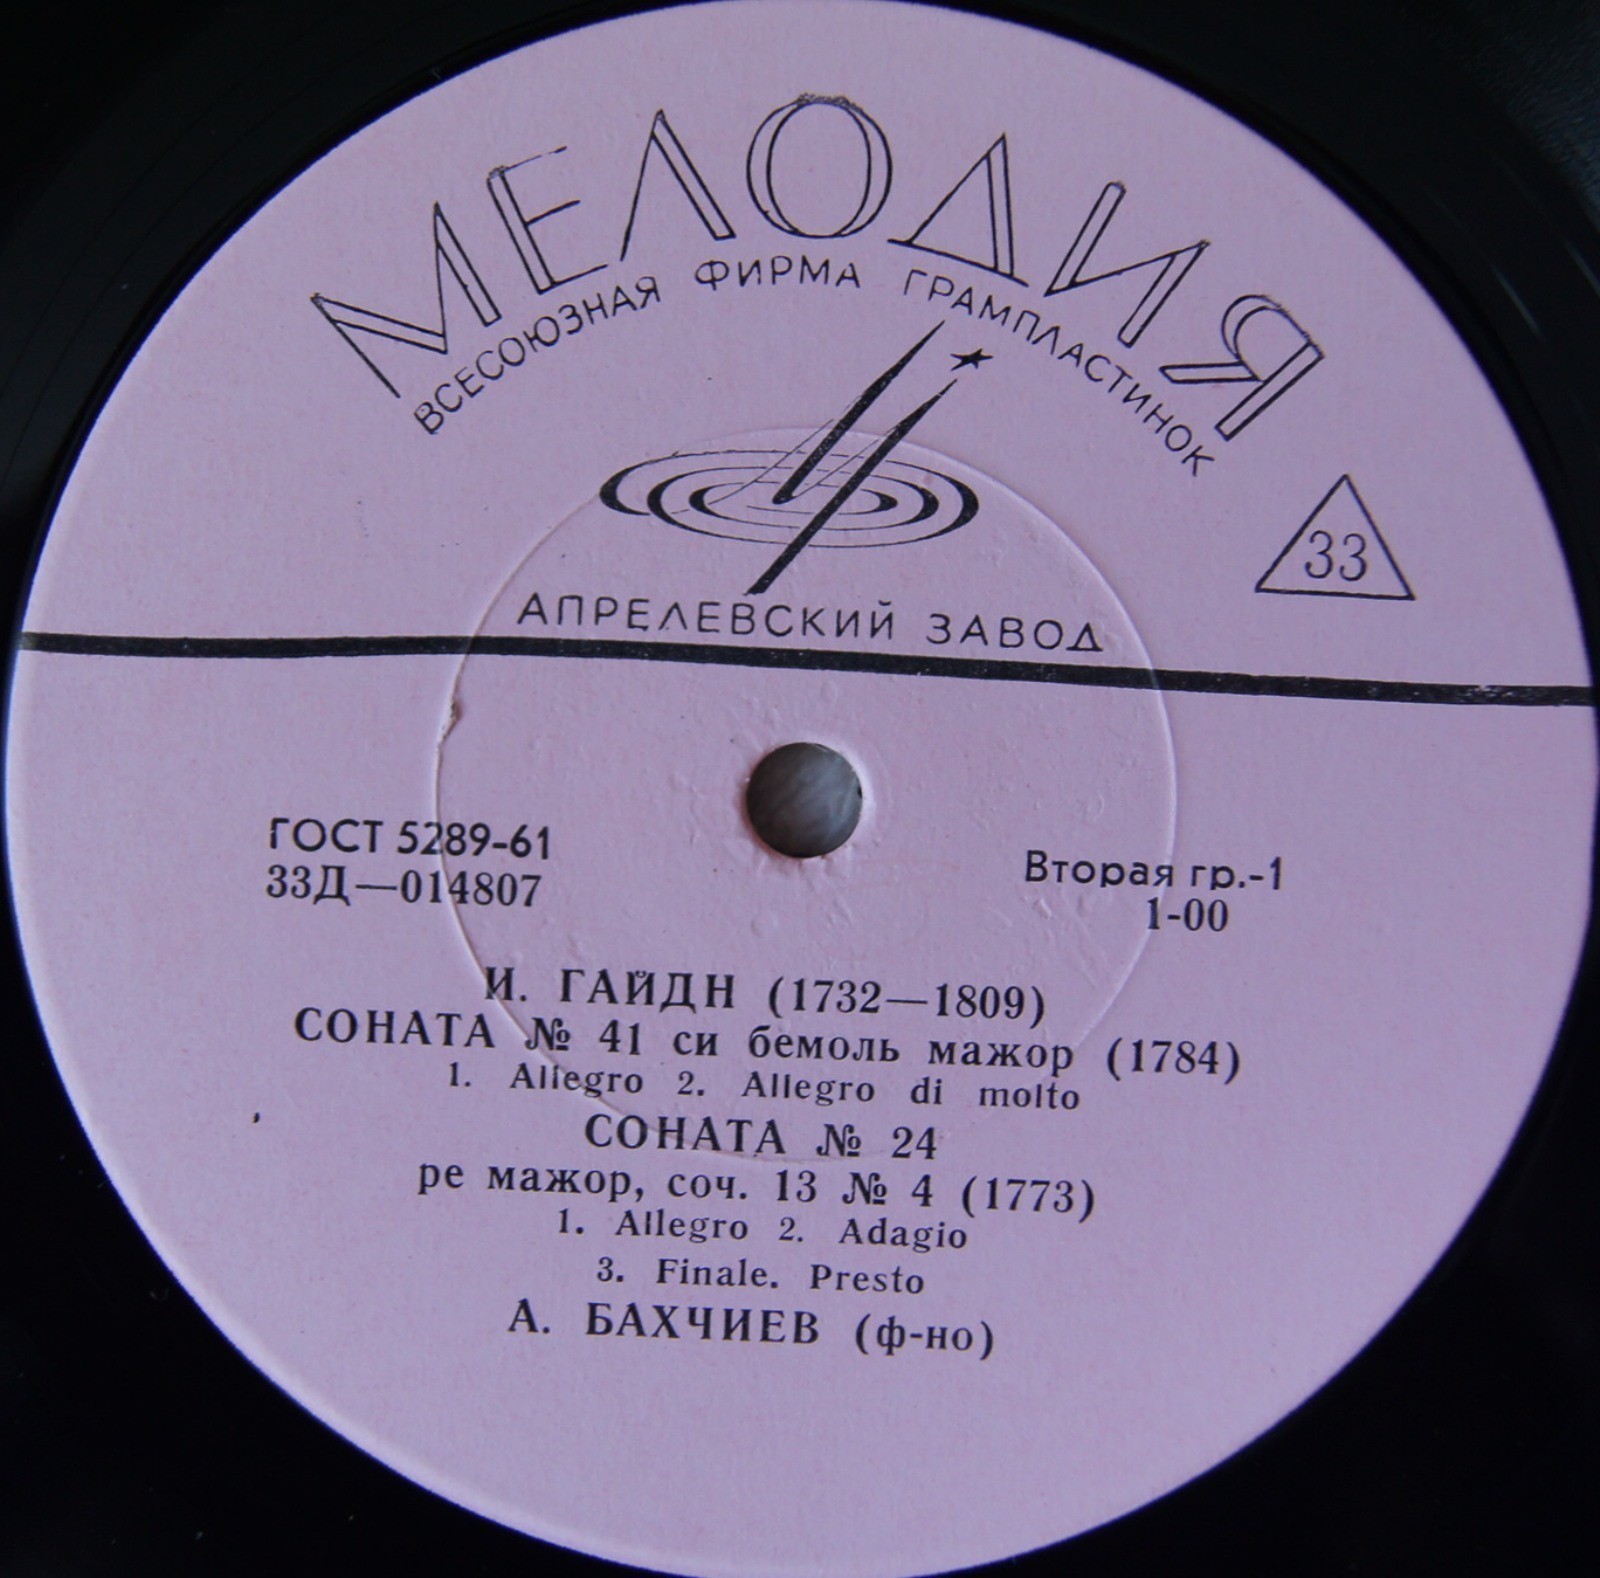 МЕЛОДИЯ
ВСЕСОЮЗНАЯ ФИРМА ГРАМПЛАСТИНОК
33
АПРЕЛЕВСКИЙ ЗАВОД
ГОСТ 5289-61
33Д—014807
Вторая гр.-1
1-00
И. ГАЙДН (1732—1809)
СОНАТА № 41 си бемоль мажор (1784)
1. Allegro 2. Allegro di molto
СОНАТА № 24
ре мажор, соч. 13 № 4 (1773)
1. Allegro 2. Adagio
3. Finale. Presto
А. БАХЧИЕВ (ф-но)